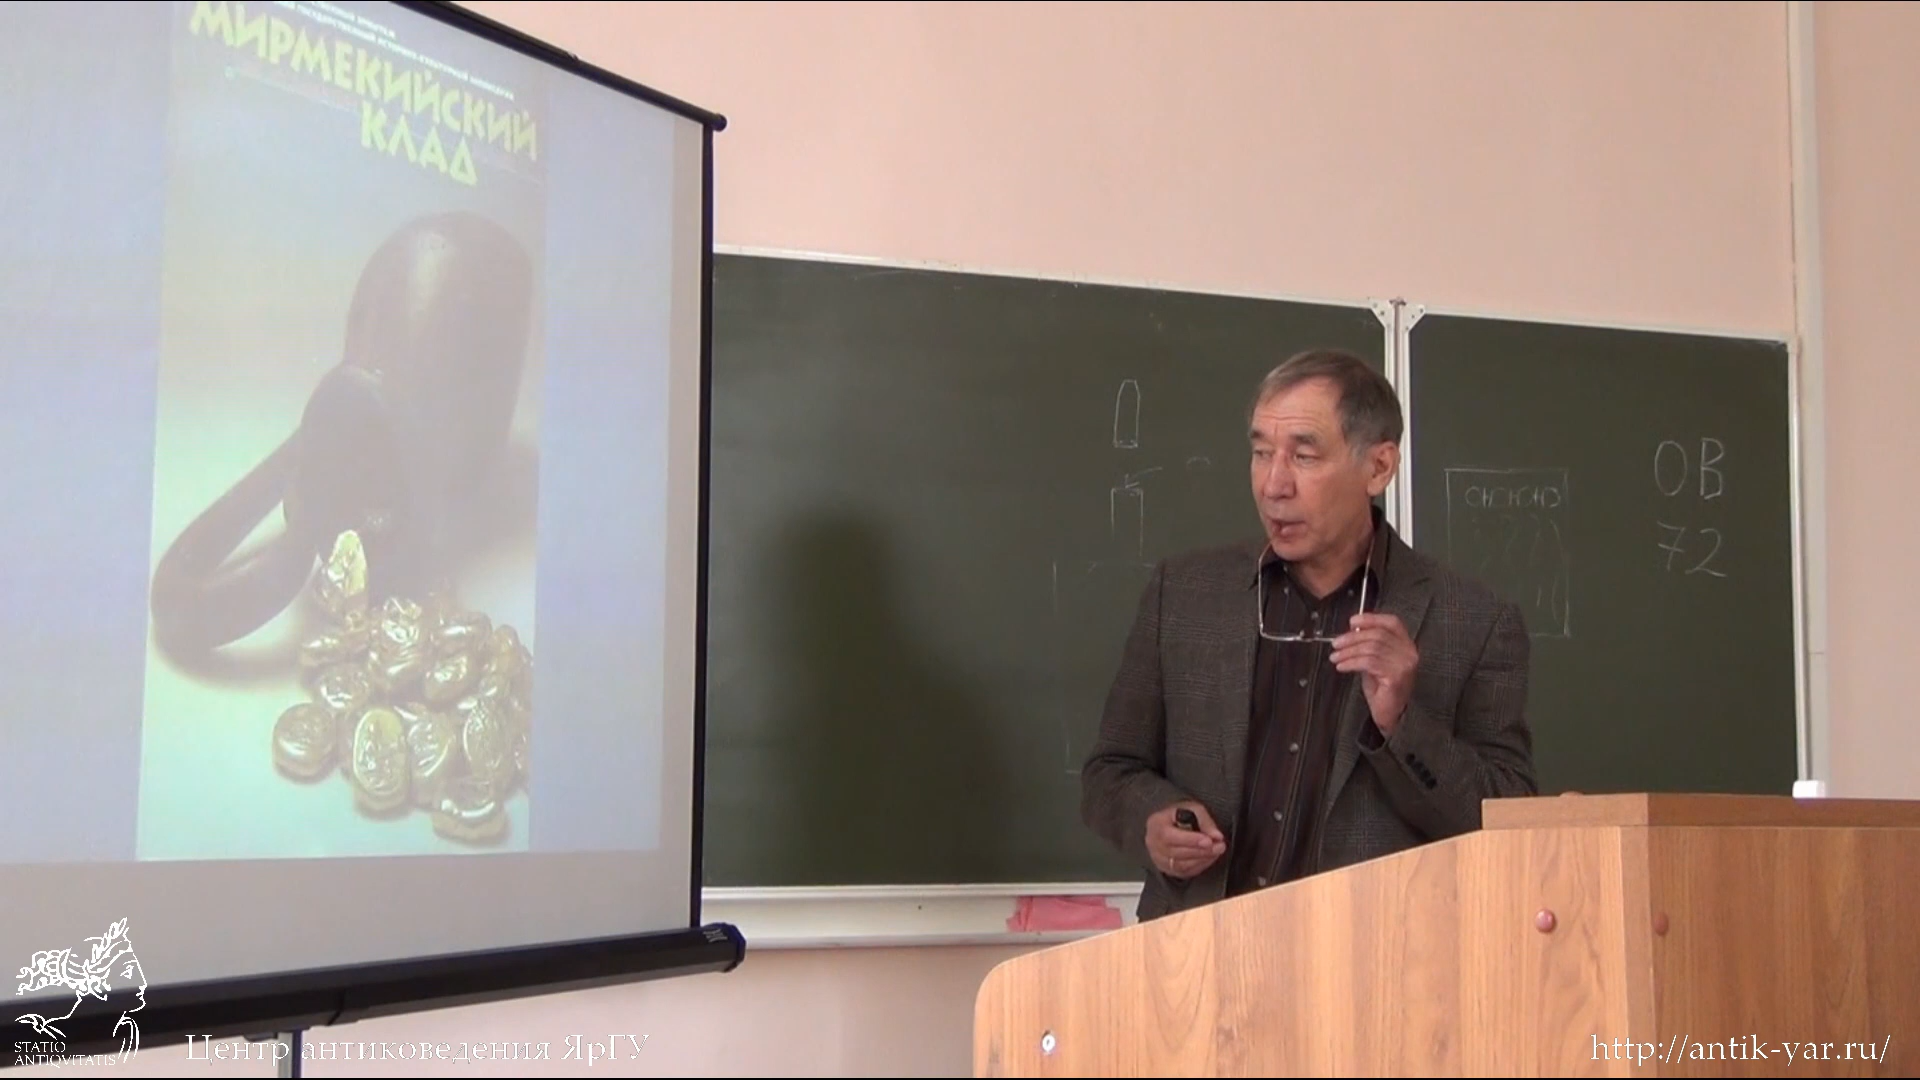 МИРМЕКИЙСКИЙ
КЛАД
ОВ
72
STATIO
ANTIQVITATIS
Центр антиковедения ЯрГУ
http://antik-yar.ru/